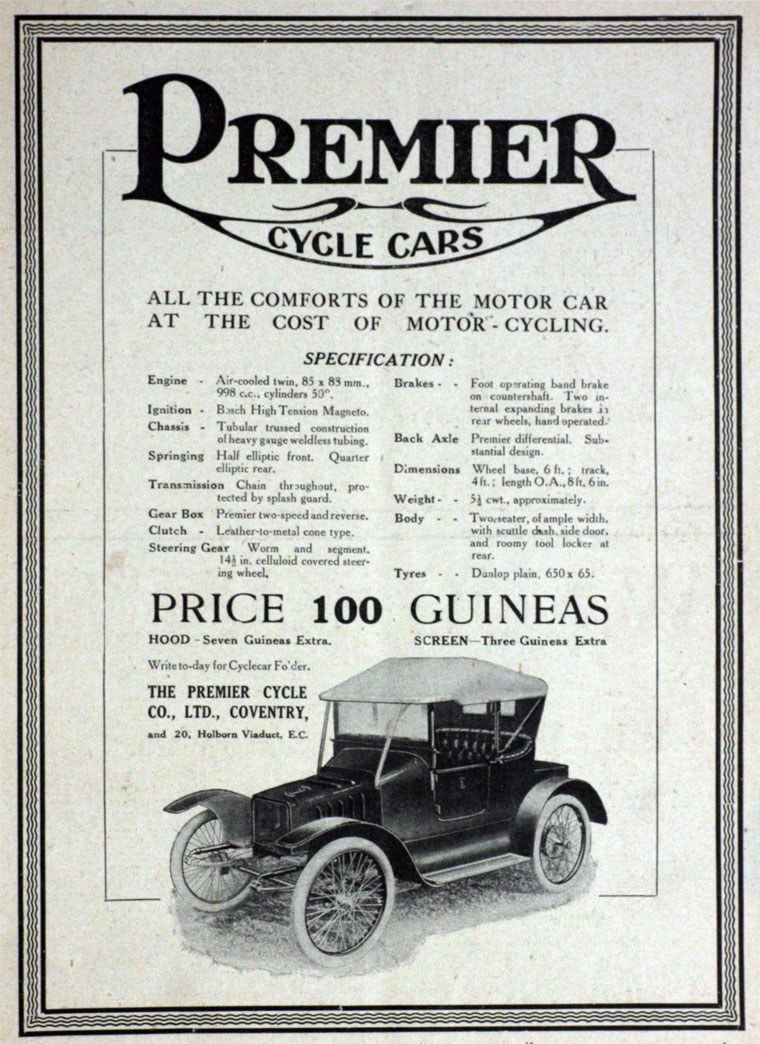 PREMIER
CYCLE CARS
ALL THE COMFORTS OF THE MOTOR CAR
AT THE COST OF MOTOR-CYCLING.
SPECIFICATION:
Engine - Air-cooled twin, 85 x 88 mm.,
998 c.c., cylinders 50°.
Ignition - Bosch High Tension Magneto.
Chassis - Tubular trussed construction
of heavy gauge weldless tubing.
Springing Half elliptic front. Quarter
elliptic rear.
Transmission Chain throughout, pro-
tected by splash guard.
Gear Box Premier two-speed and reverse.
Clutch - Leather-to-metal cone type.
Steering Gear Worm and segment.
14½ in. celluloid covered steer-
ing wheel.
Brakes - - Foot operating band brake
on countershaft. Two in-
ternal expanding brakes in
rear wheels, hand operated.
Back Axle Premier differential. Sub-
stantial design.
Dimensions Wheel base, 6 ft.; track,
4 ft.; length O.A., 8 ft. 6 in.
Weight - - 5½ cwt., approximately.
Body - - Two-seater, of ample width,
with scuttle dash, side door,
and roomy tool locker at
rear.
Tyres - - Dunlop plain, 650 x 65.
PRICE 100 GUINEAS
HOOD - Seven Guineas Extra. SCREEN—Three Guineas Extra
Write to-day for Cyclecar Folder.
THE PREMIER CYCLE
CO., LTD., COVENTRY,
and 20, Holborn Viaduct, E.C.